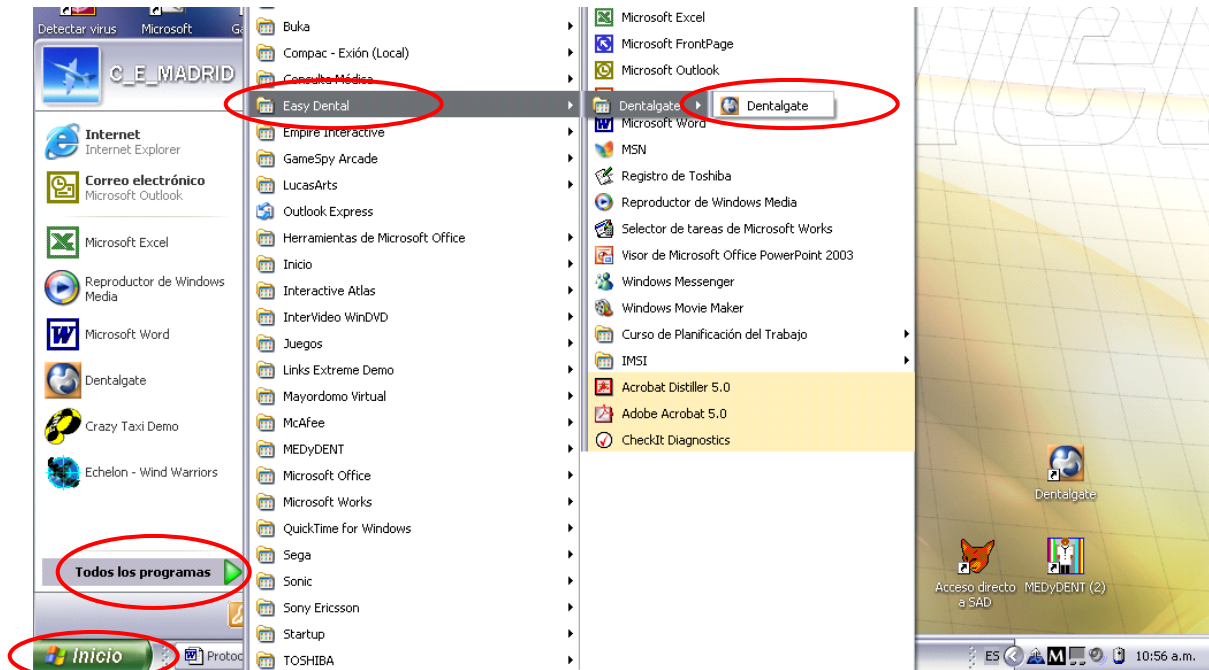 Detectar virus
Microsoft
C_E_MADRID
Internet
Internet Explorer
Correo electrónico
Microsoft Outlook
Microsoft Excel
Reproductor de Windows
Media
Microsoft Word
Dentalgate
Crazy Taxi Demo
Echelon - Wind Warriors
Todos los programas
Inicio
Protoc
Buka
Compac - Exión (Local)
Consulta Médica
Easy Dental
Empire Interactive
GameSpy Arcade
LucasArts
Outlook Express
Herramientas de Microsoft Office
Inicio
Interactive Atlas
InterVideo WinDVD
Juegos
Links Extreme Demo
Mayordomo Virtual
McAfee
MEDyDENT
Microsoft Office
Microsoft Works
QuickTime for Windows
Sega
Sonic
Sony Ericsson
Startup
TOSHIBA
Microsoft Excel
Microsoft FrontPage
Microsoft Outlook
Dentalgate
Dentalgate
Microsoft Word
MSN
Registro de Toshiba
Reproductor de Windows Media
Selector de tareas de Microsoft Works
Visor de Microsoft Office PowerPoint 2003
Windows Messenger
Windows Movie Maker
Curso de Planificación del Trabajo
IMSI
Acrobat Distiller 5.0
Adobe Acrobat 5.0
CheckIt Diagnostics
Dentalgate
Acceso directo
a SAD
MEDyDENT (2)
ES
10:56 a.m.